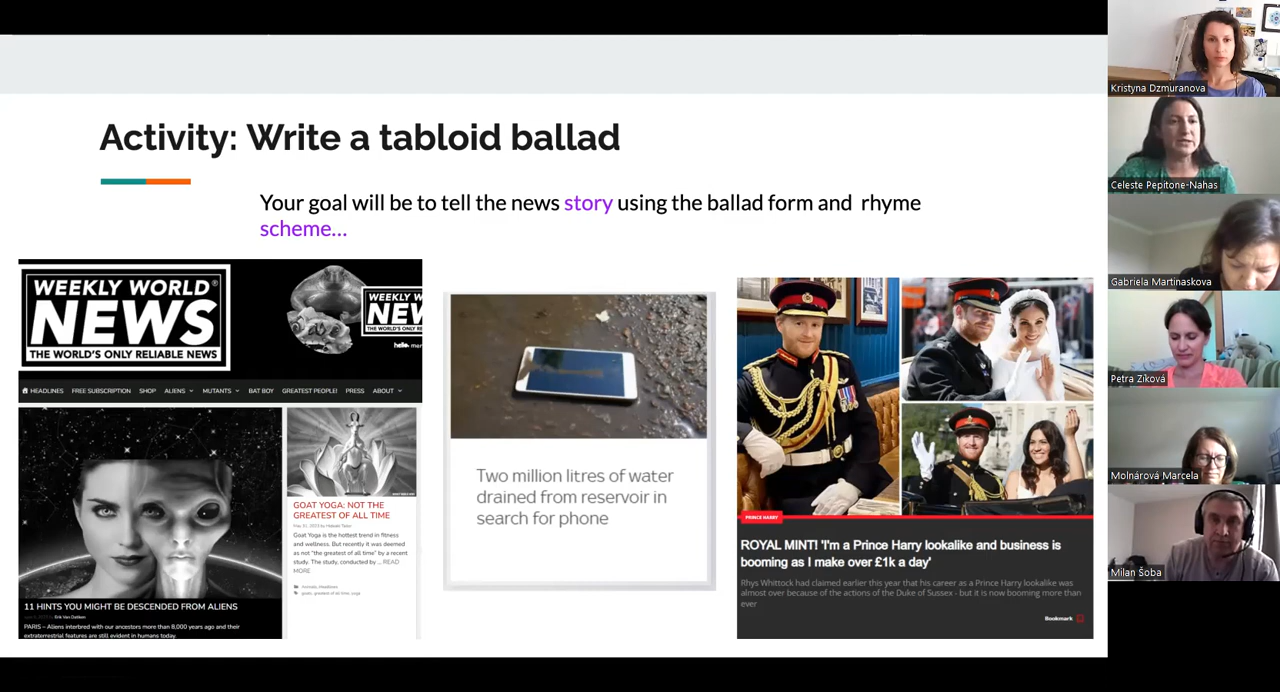 Activity: Write a tabloid ballad
Your goal will be to tell the news story using the ballad form and rhyme
scheme...
WEEKLY WORLD
NEWS
THE WORLD'S ONLY RELIABLE NEWS
HEADLINES FREE SUBSCRIPTION SHOP ALIENS MUTANTS BAT BOY GREATEST PEOPLE! PRESS ABOUT
11 HINTS YOU MIGHT BE DESCENDED FROM ALIENS
PARIS – Aliens interbred with our ancestors more than 8,000 years ago and their
extraterrestrial features are still evident in humans today.
GOAT YOGA: NOT THE
GREATEST OF ALL TIME
Goat Yoga is the hottest trend in fitness
and wellness. But recently it was deemed
as not "the greatest of all time" by a recent
study. The study, conducted by ... READ
MORE
Two million litres of water
drained from reservoir in
search for phone
PRINCE HARRY
ROYAL MINT! 'I'm a Prince Harry lookalike and business is
booming as I make over £1k a day'
Rhys Whittock had claimed earlier this year that his career as a Prince Harry lookalike was
almost over because of the actions of the Duke of Sussex - but it is now booming more than
ever
Bookmark
Kristyna Dzmuranova
Celeste Pepitone-Nahas
Gabriela Martinaskova
Petra Zíková
Molnárová Marcela
Milan Šoba